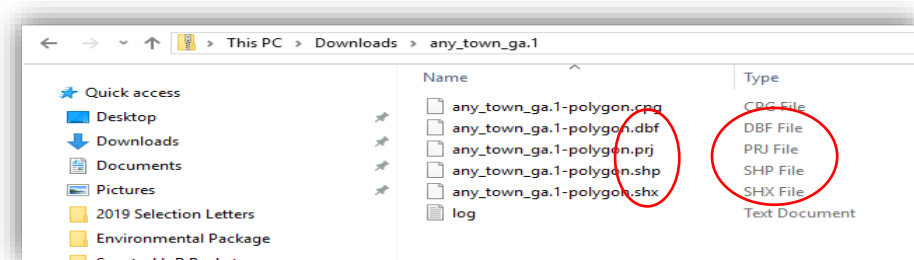 This PC > Downloads > any_town_ga.1
Name Type
Quick access
Desktop
Downloads
Documents
Pictures
2019 Selection Letters
Environmental Package
any_town_ga.1-polygon.cpg CPG File
any_town_ga.1-polygon.dbf DBF File
any_town_ga.1-polygon.prj PRJ File
any_town_ga.1-polygon.shp SHP File
any_town_ga.1-polygon.shx SHX File
log Text Document